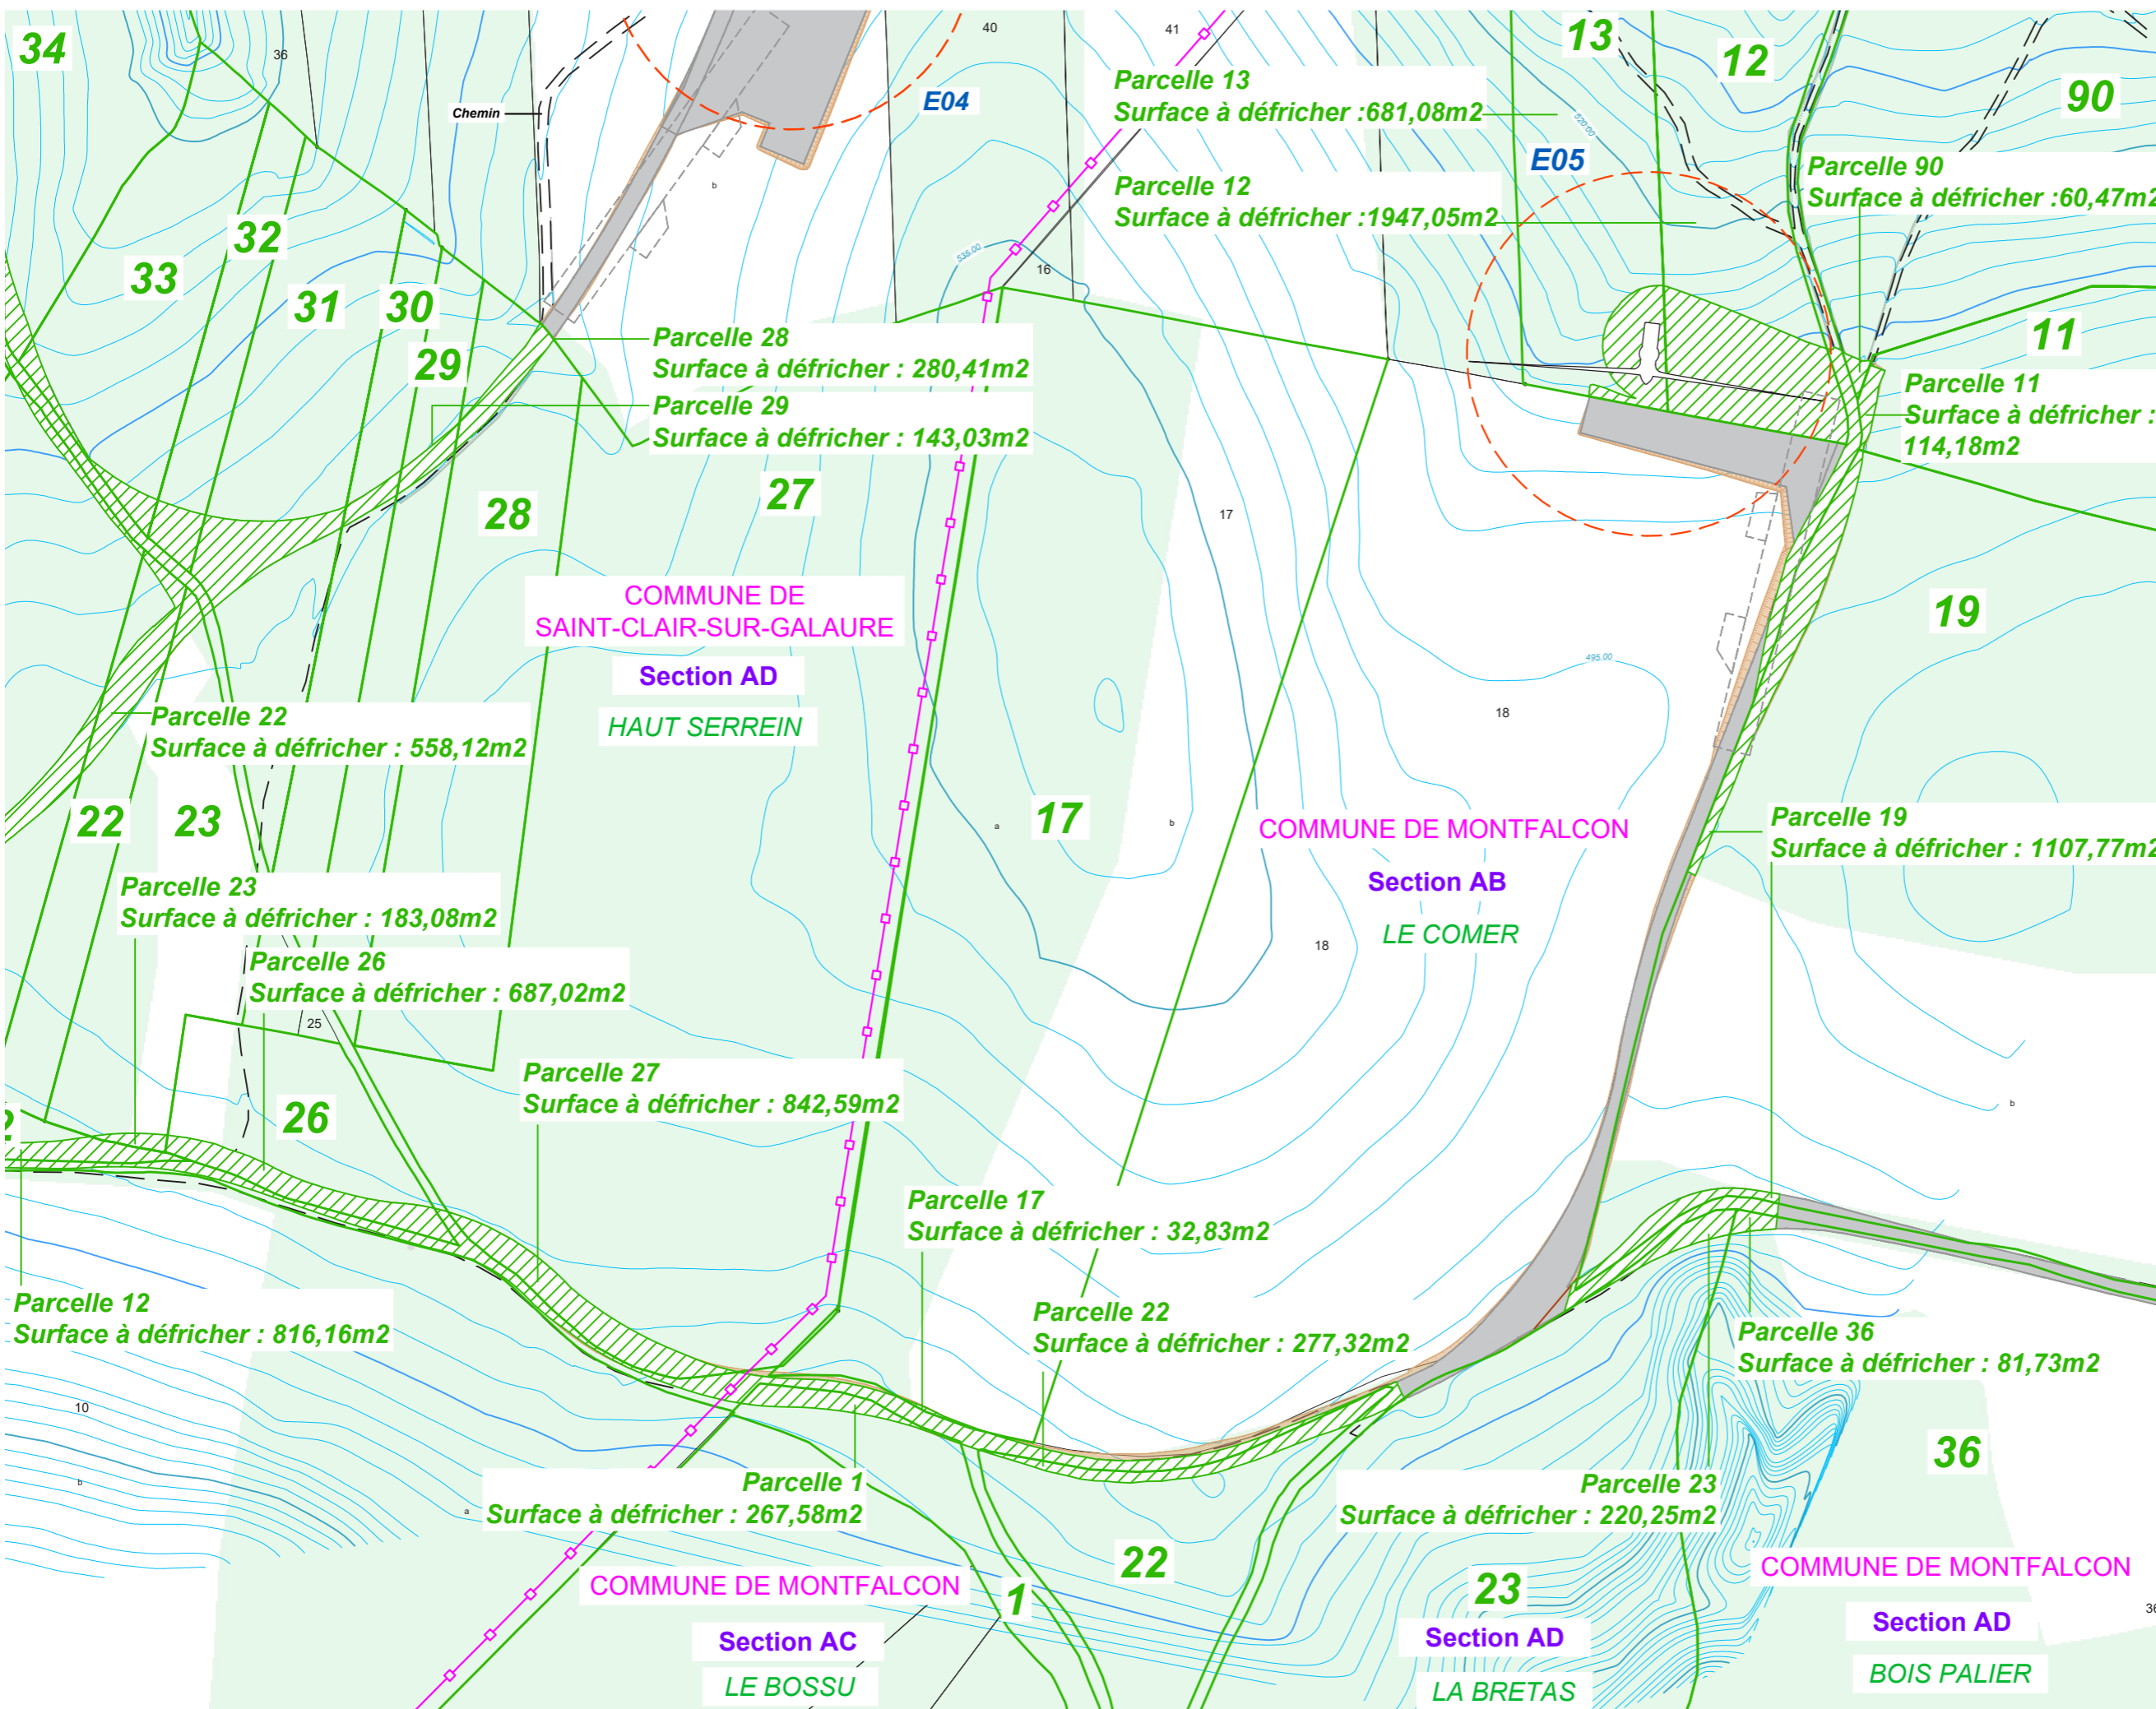 34
36
40
41
13
12
90
Chemin
E04
Parcelle 13
Surface à défricher :681,08m2
520.00
E05
Parcelle 90
Surface à défricher :60,47m2
Parcelle 12
Surface à défricher :1947,05m2
b
32
33
31
30
29
535.00
16
11
Parcelle 28
Surface à défricher : 280,41m2
Parcelle 29
Surface à défricher : 143,03m2
Parcelle 11
Surface à défricher :
114,18m2
28
27
17
COMMUNE DE
SAINT-CLAIR-SUR-GALAURE
Section AD
HAUT SERREIN
19
495.00
18
Parcelle 22
Surface à défricher : 558,12m2
22
23
17
a
b
COMMUNE DE MONTFALCON
Section AB
LE COMER
18
Parcelle 19
Surface à défricher : 1107,77m2
Parcelle 23
Surface à défricher : 183,08m2
Parcelle 26
Surface à défricher : 687,02m2
25
Parcelle 27
Surface à défricher : 842,59m2
26
2
b
Parcelle 17
Surface à défricher : 32,83m2
Parcelle 12
Surface à défricher : 816,16m2
Parcelle 22
Surface à défricher : 277,32m2
Parcelle 36
Surface à défricher : 81,73m2
10
b
a
Parcelle 1
Surface à défricher : 267,58m2
Parcelle 23
Surface à défricher : 220,25m2
36
22
1
23
COMMUNE DE MONTFALCON
Section AC
LE BOSSU
Section AD
LA BRETAS
COMMUNE DE MONTFALCON
Section AD
BOIS PALIER
36